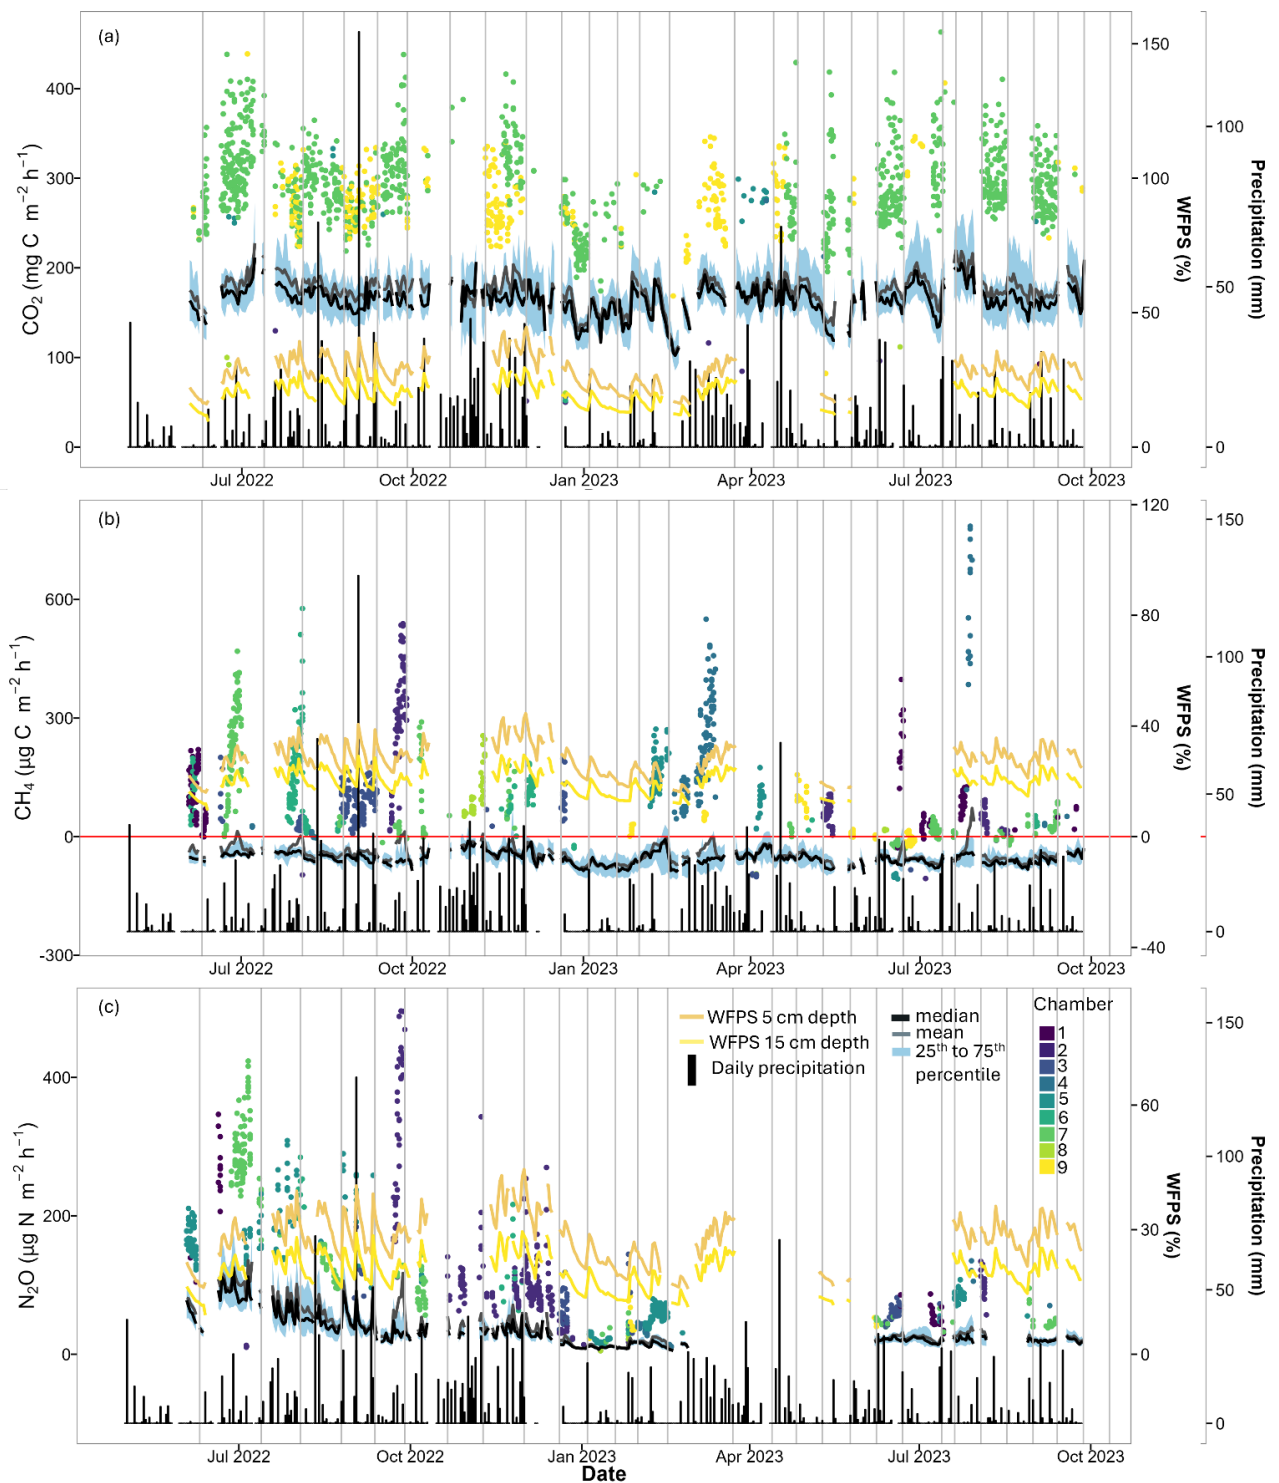 (a)
CO₂ (mg C m⁻² h⁻¹)
400
300
200
100
0
150
100
50
0
WFPS (%)
100
50
0
Precipitation (mm)
Jul 2022
Oct 2022
Jan 2023
Apr 2023
Jul 2023
Oct 2023
(b)
CH₄ (µg C m⁻² h⁻¹)
600
300
0
-300
120
80
40
0
-40
WFPS (%)
150
100
50
0
Precipitation (mm)
Jul 2022
Oct 2022
Jan 2023
Apr 2023
Jul 2023
Oct 2023
(c)
N₂O (µg N m⁻² h⁻¹)
400
200
0
WFPS 5 cm depth
WFPS 15 cm depth
Daily precipitation
median
mean
25ᵗʰ to 75ᵗʰ
percentile
Chamber
1
2
3
4
5
6
7
8
9
60
30
0
WFPS (%)
150
100
50
0
Precipitation (mm)
Jul 2022
Oct 2022
Jan 2023
Apr 2023
Jul 2023
Oct 2023
Date